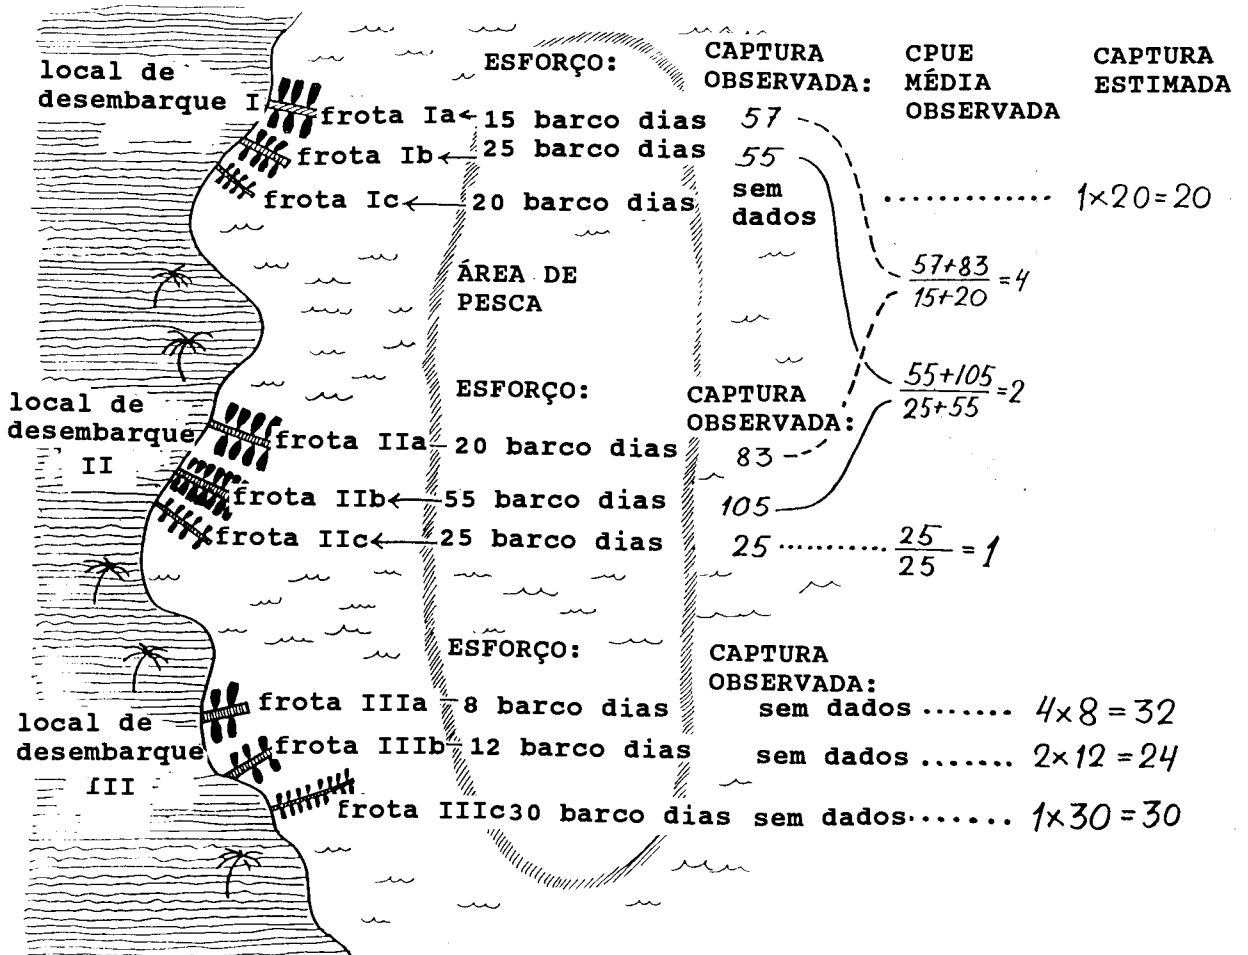 ESFORÇO:
CAPTURA
OBSERVADA:
CPUE
MÉDIA
OBSERVADA
CAPTURA
ESTIMADA
local de
desembarque I
frota Ia 15 barco dias 57
frota Ib 25 barco dias 55
frota Ic 20 barco dias sem
dados 1×20=20
57+83
15+20 =4
ÁREA DE
PESCA
ESFORÇO:
CAPTURA
OBSERVADA:
55+105
25+55 =2
local de
desembarque
II
frota IIa 20 barco dias 83
frota IIb 55 barco dias 105
frota IIc 25 barco dias 25 ........... 25
25 =1
ESFORÇO:
CAPTURA
OBSERVADA:
local de
desembarque
III
frota IIIa 8 barco dias sem dados ....... 4×8=32
frota IIIb 12 barco dias sem dados ....... 2×12=24
frota IIIc 30 barco dias sem dados ....... 1×30=30